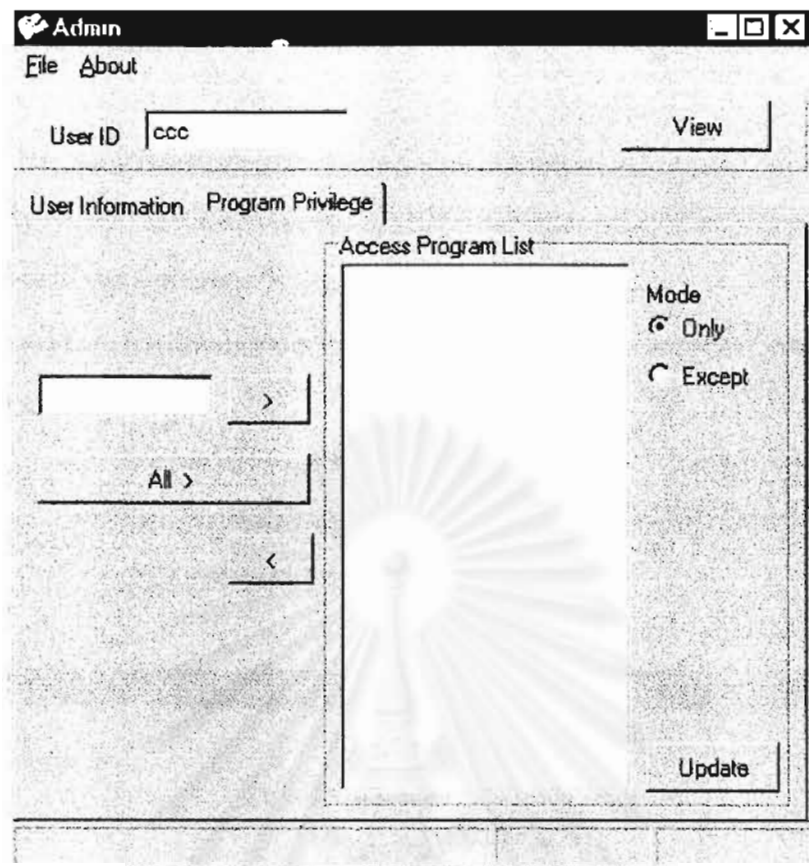 Admin
File About
User ID ccc View
User Information Program Privilege
Access Program List
Mode
Only
Except
>
All >
<
Update